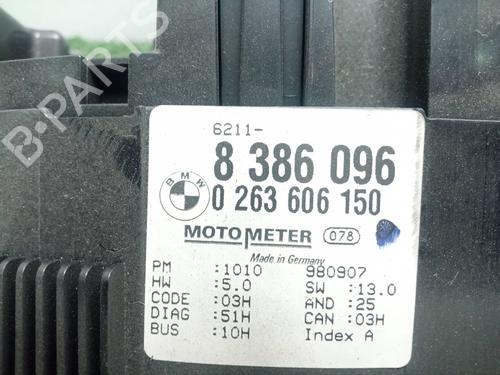 B-PARTS
6211-
8 386 096
BMW
0 263 606 150
MOTOMETER 078
Made in Germany
PM :1010 980907
HW :5.0 SW :13.0
CODE :03H AND :25
DIAG :51H CAN :03H
BUS :10H Index A